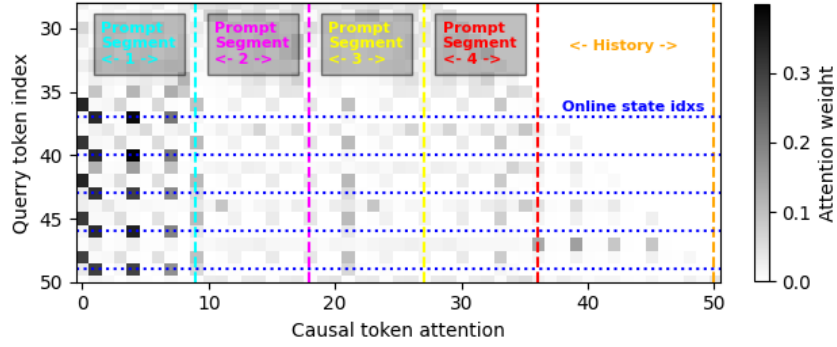 Prompt
Segment
<- 1 ->
Prompt
Segment
<- 2 ->
Prompt
Segment
<- 3 ->
Prompt
Segment
<- 4 ->
<- History ->
Online state idxs
30
35
40
45
50
Querry token index
0
10
20
30
40
50
Causal token attention
0.3
0.2
0.1
0.0
Attention weight